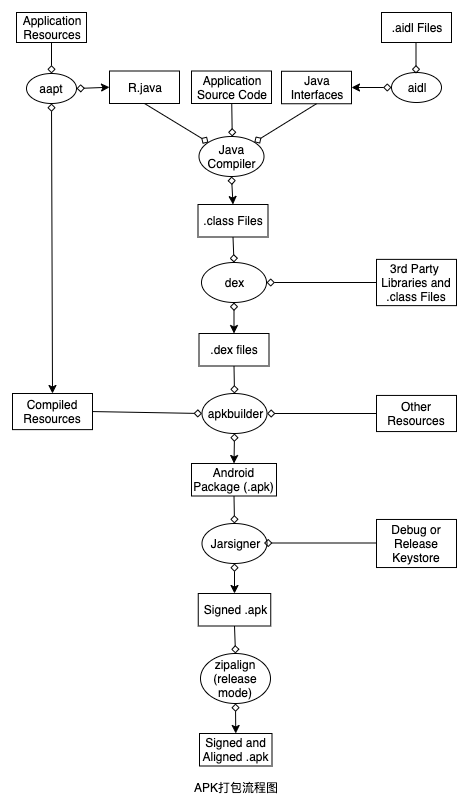 Application
Resources
.aidl Files
aapt
R.java
Application
Source Code
Java
Interfaces
aidl
Java
Compiler
.class Files
dex
3rd Party
Libraries and
.class Files
.dex files
Compiled
Resources
apkbuilder
Other
Resources
Android
Package (.apk)
Jarsigner
Debug or
Release
Keystore
Signed .apk
zipalign
(release
mode)
Signed and
Aligned .apk
APK打包流程图